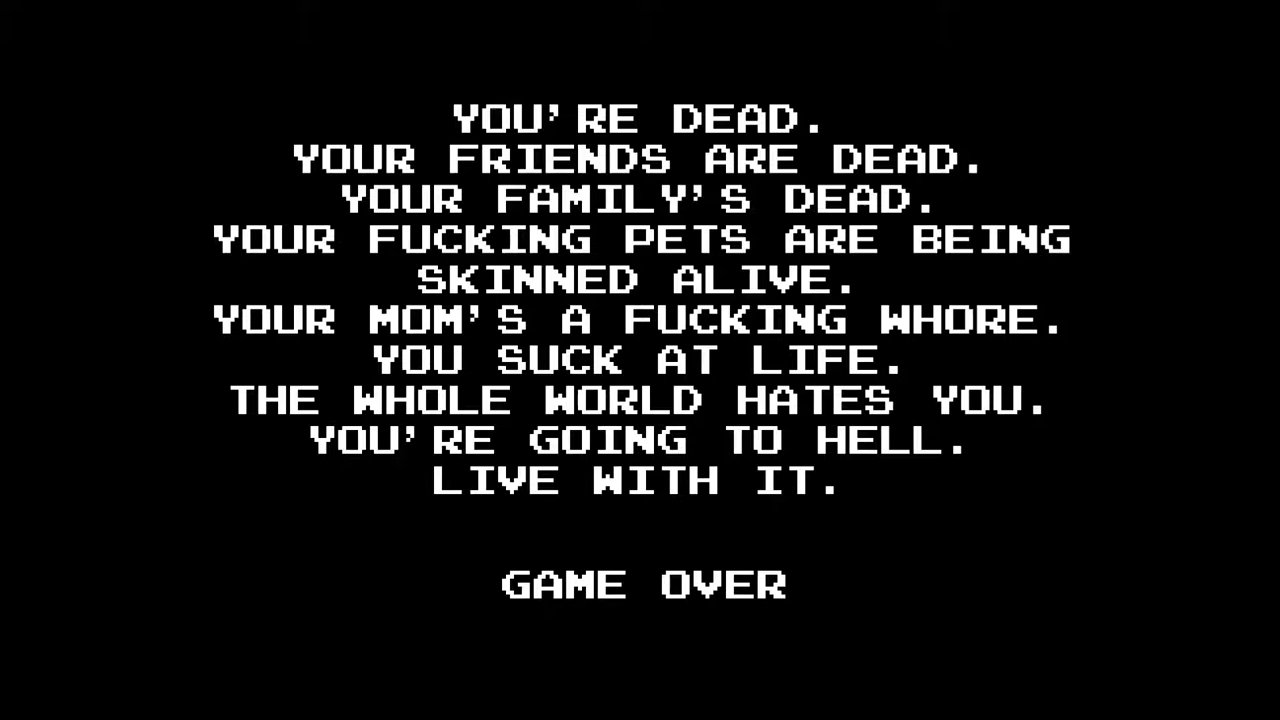 YOU'RE DEAD.
YOUR FRIENDS ARE DEAD.
YOUR FAMILY'S DEAD.
YOUR FUCKING PETS ARE BEING
SKINNED ALIVE.
YOUR MOM'S A FUCKING WHORE.
YOU SUCK AT LIFE.
THE WHOLE WORLD HATES YOU.
YOU'RE GOING TO HELL.
LIVE WITH IT.
GAME OVER